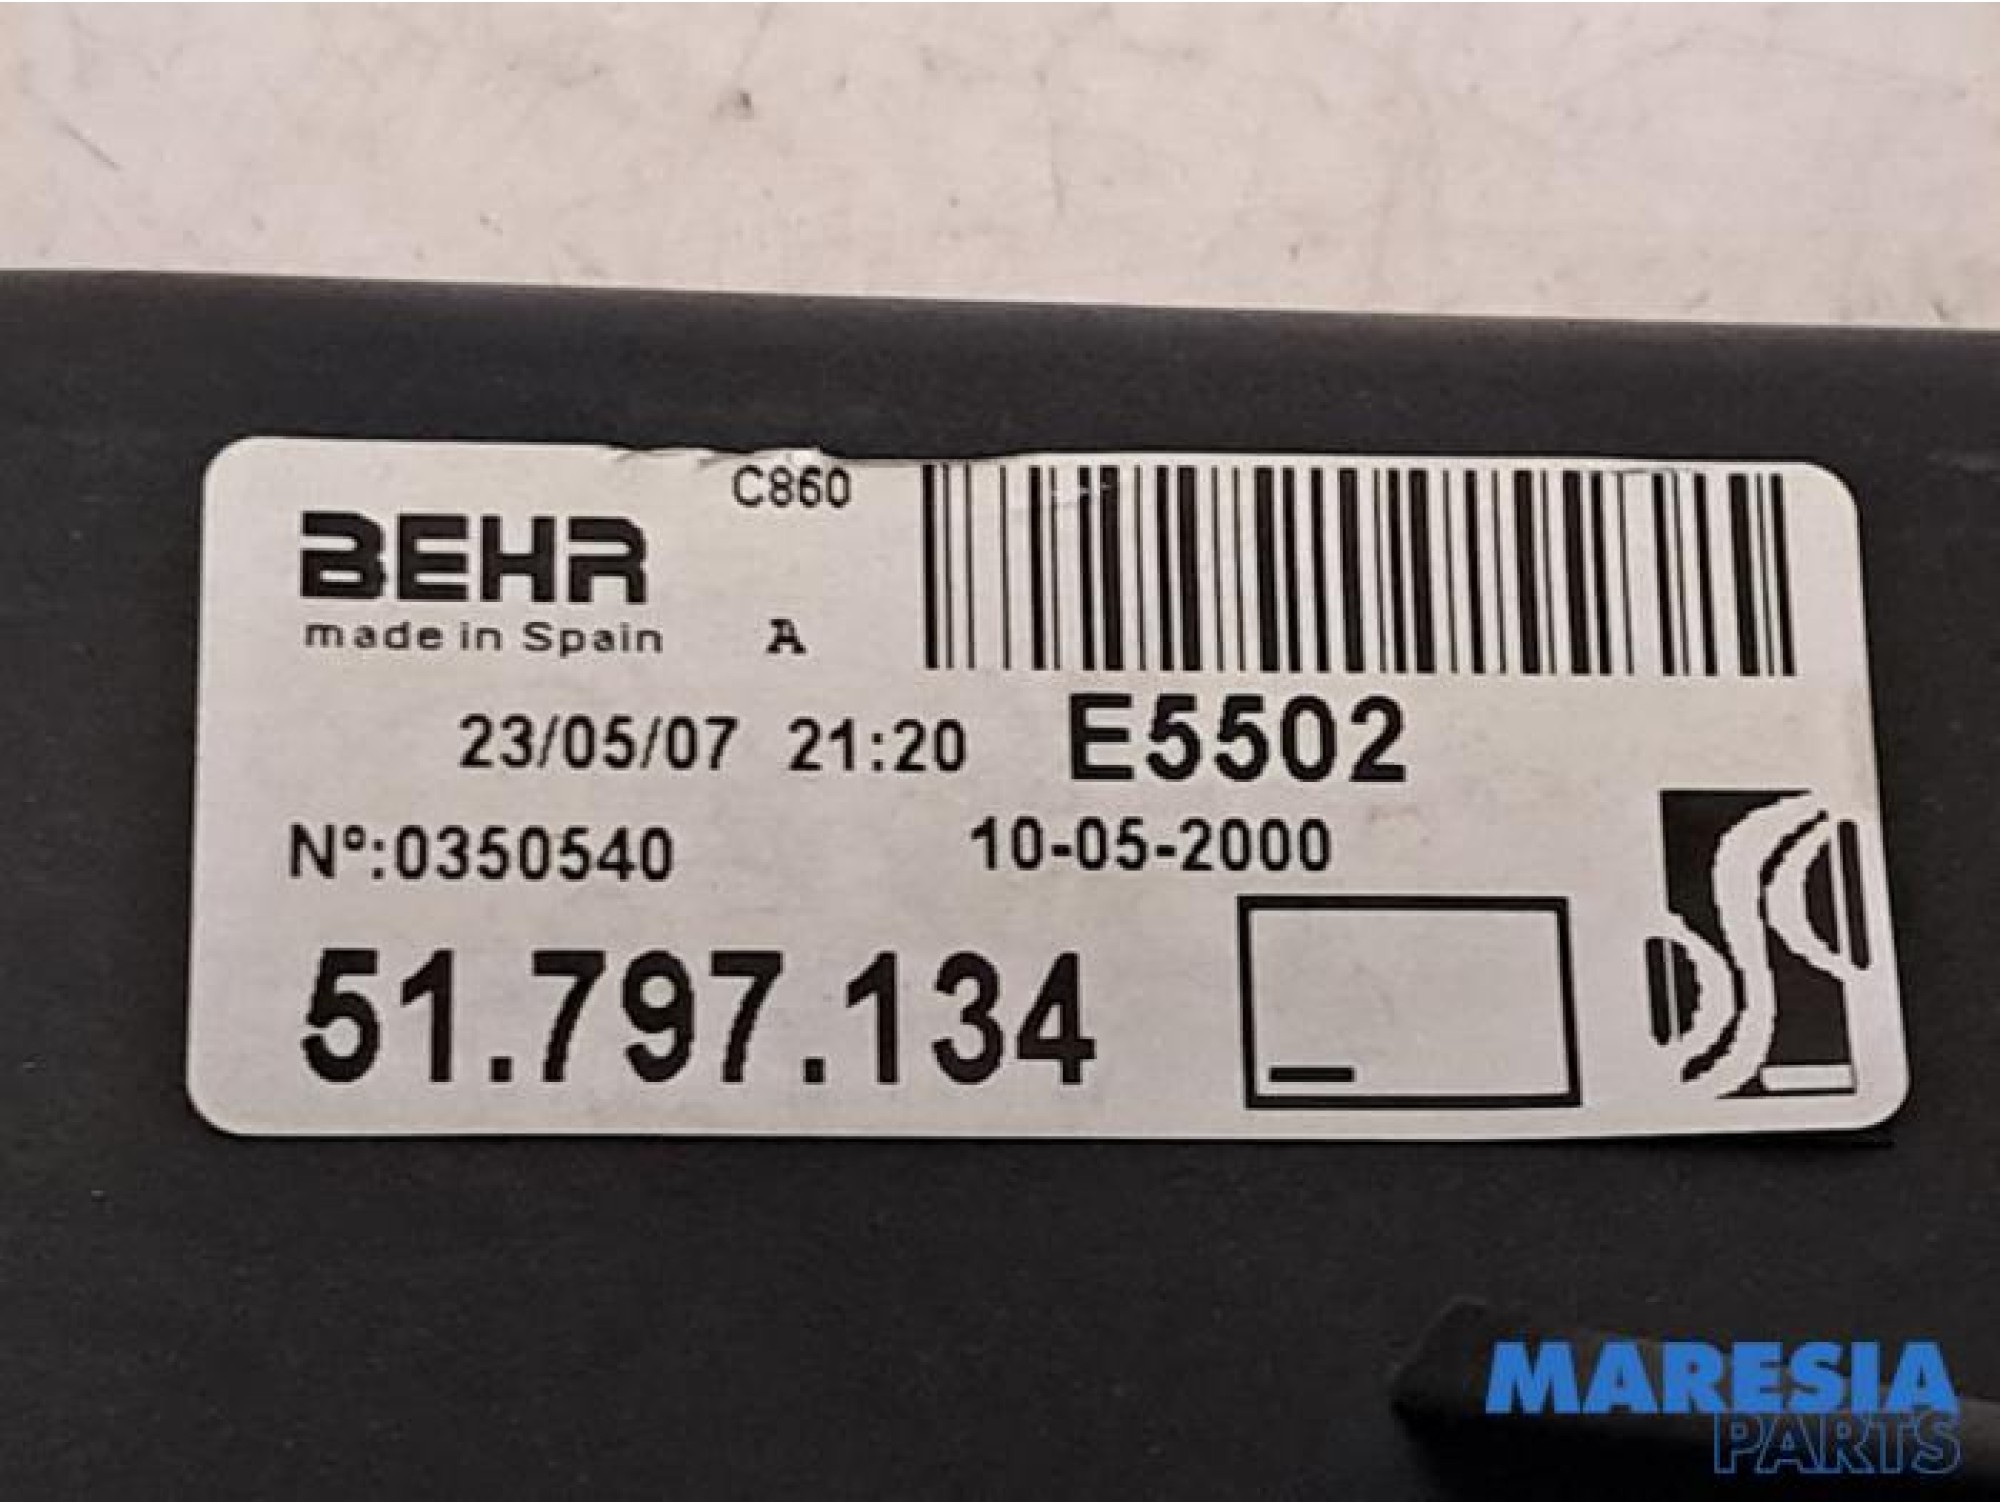 C860
BEHR
made in Spain A
23/05/07 21:20 E5502
Nº:0350540 10-05-2000
51.797.134
MARESIA
PARTS